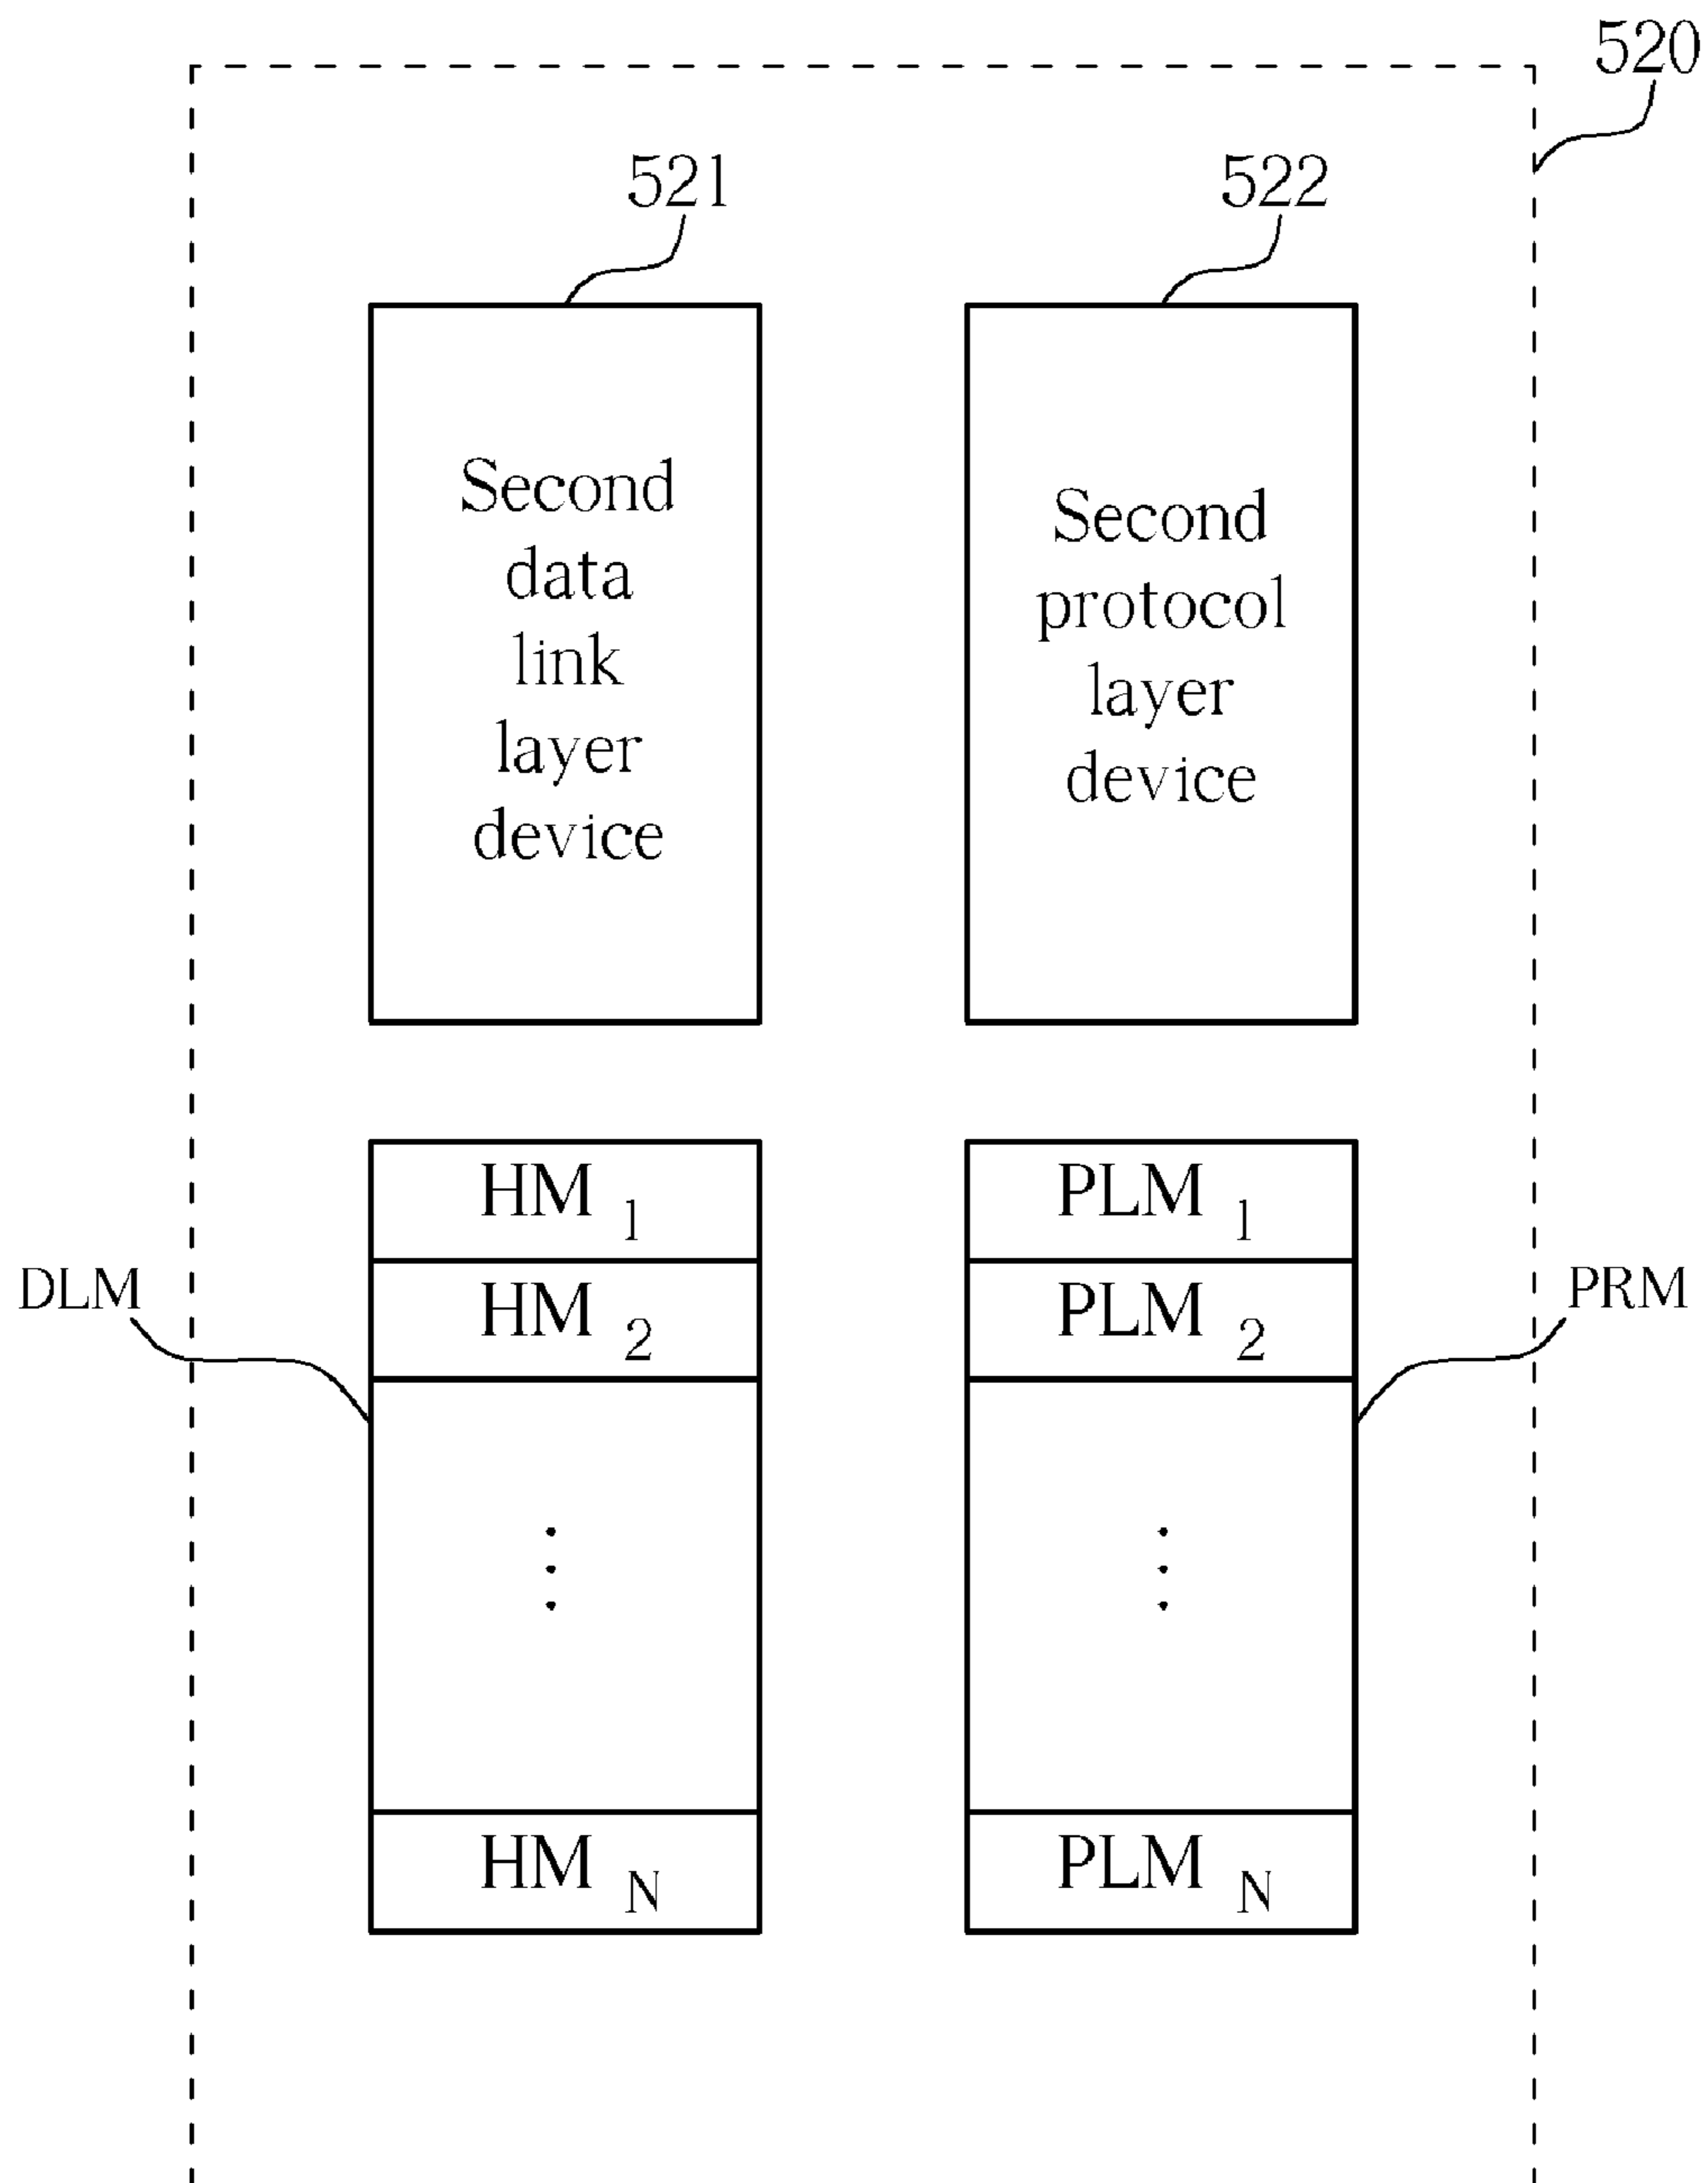 520
521
522
Second
data
link
layer
device
Second
protocol
layer
device
HM 1
HM 2
⋮
HM N
PLM 1
PLM 2
⋮
PLM N
DLM
PRM